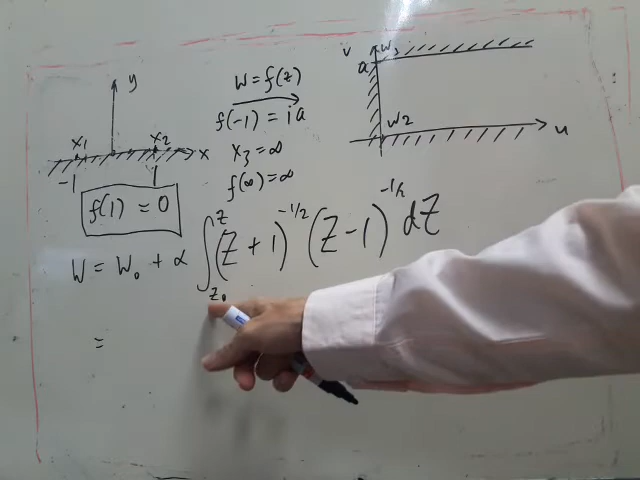 y
x₁ x₂ x
-1 1
f(1) = 0
W = f(z)
f(-1) = ia
x₃ = ∞
f(∞) = ∞
v w₃
a
w₂
u
W = W₀ + α ∫_{z₀}^{z} (z + 1)^{-1/2} (z - 1)^{-1/2} dz
=